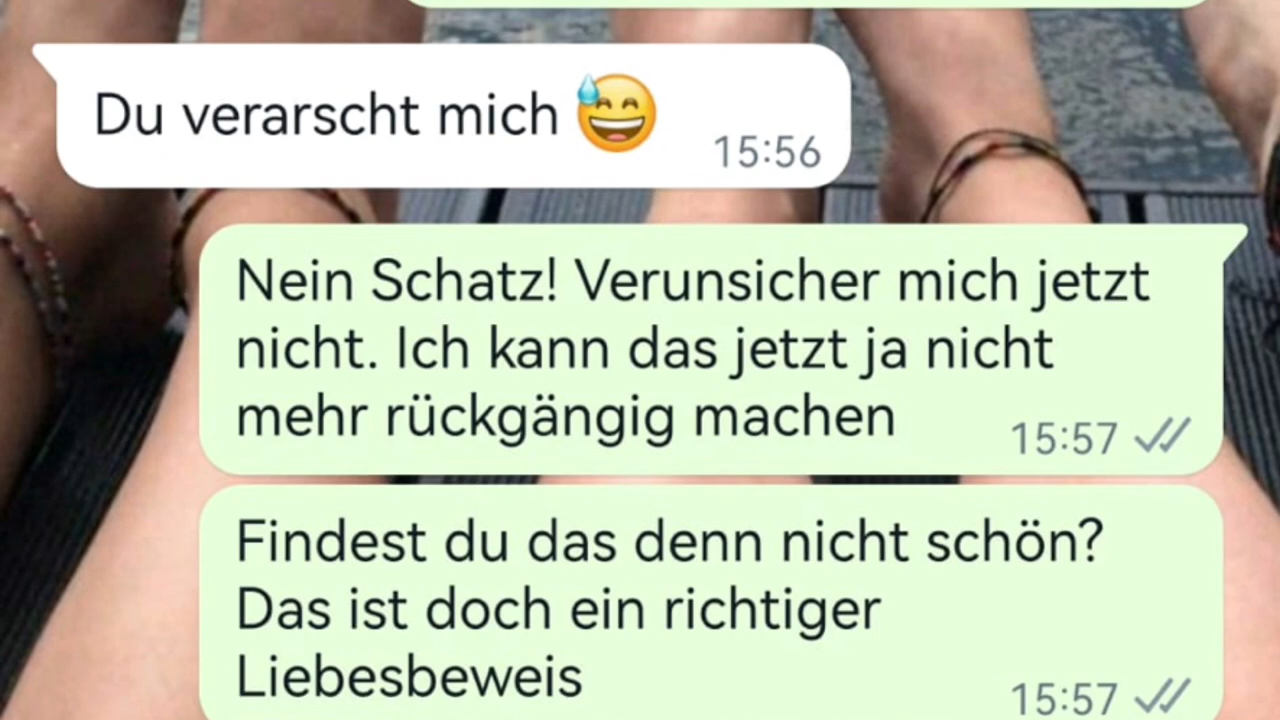 Du verarscht mich 😅
15:56
Nein Schatz! Verunsicher mich jetzt
nicht. Ich kann das jetzt ja nicht
mehr rückgängig machen
15:57
Findest du das denn nicht schön?
Das ist doch ein richtiger
Liebesbeweis
15:57